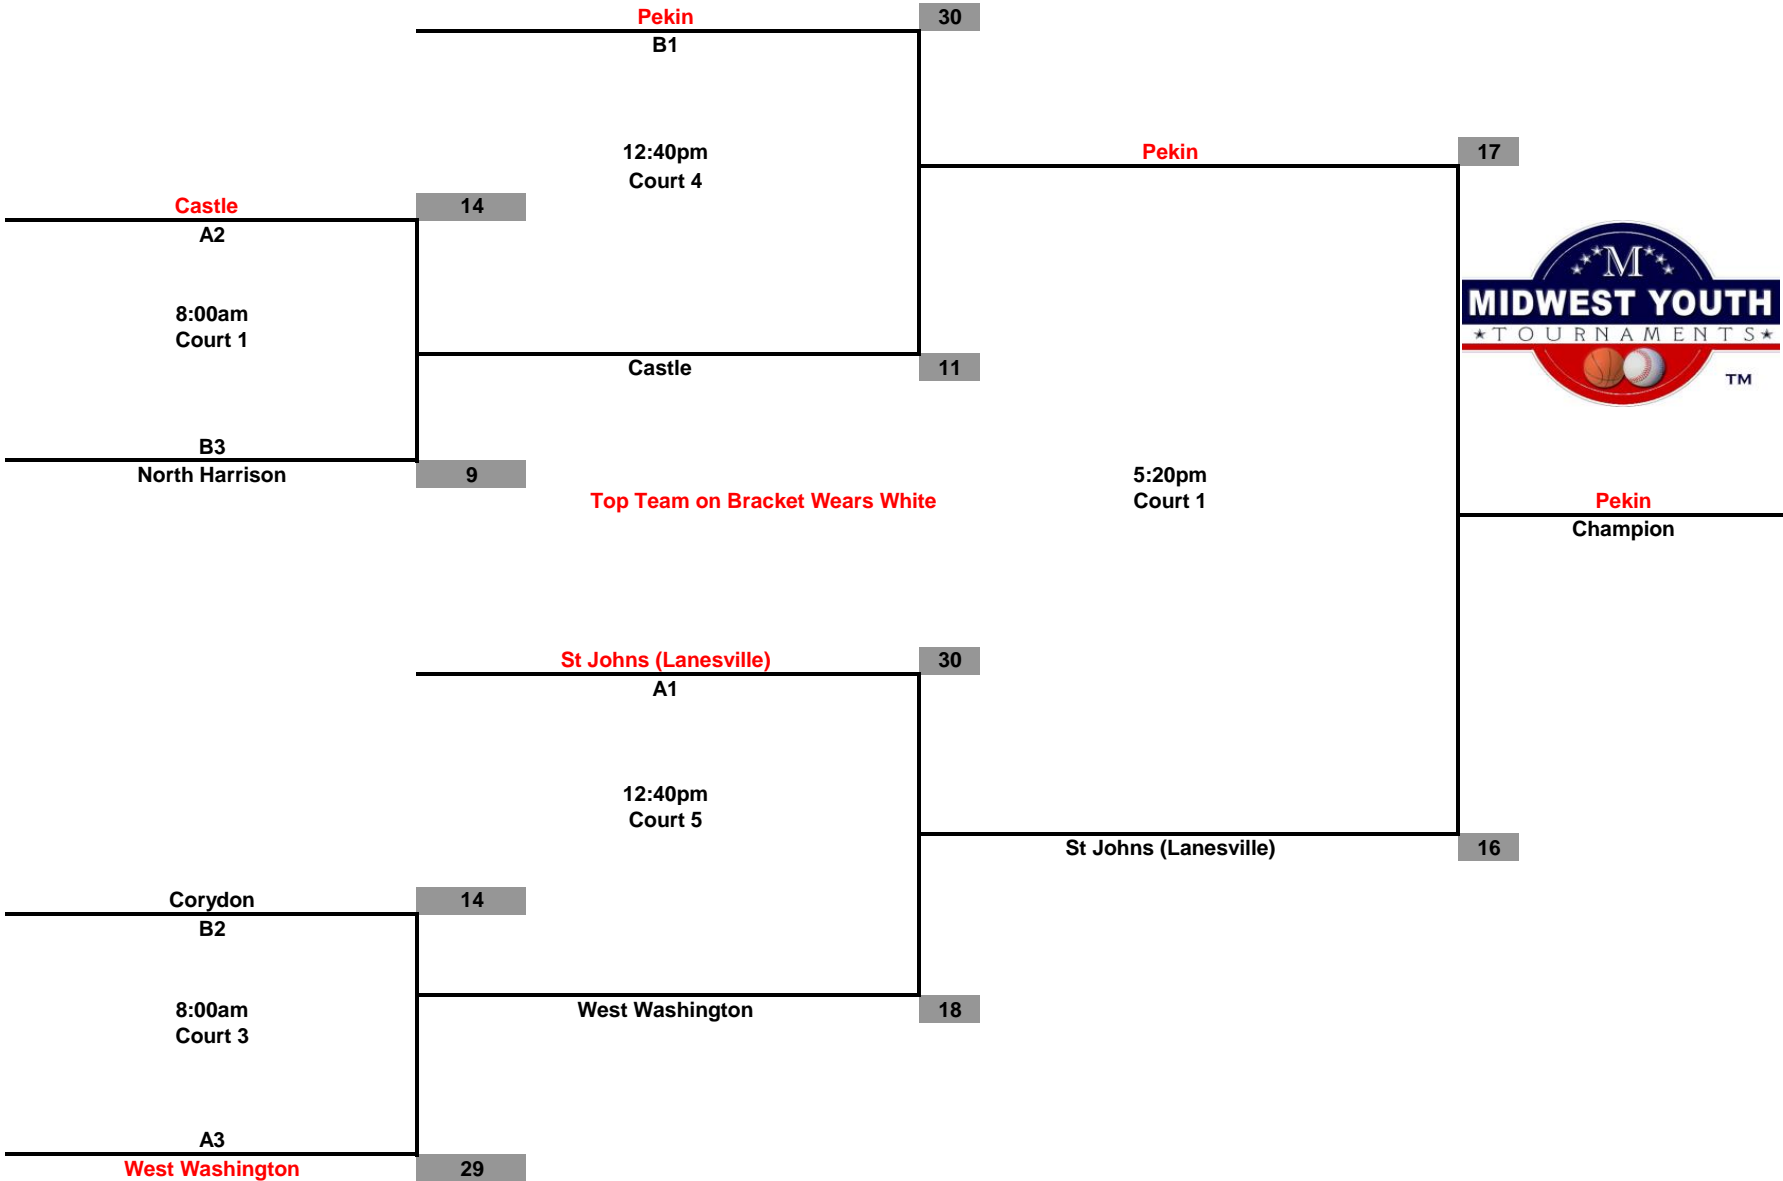 Pekin
30
B1
12:40pm
Court 4
Pekin
17
Castle
14
A2
M
MIDWEST YOUTH
TOURNAMENTS
TM
8:00am
Court 1
Castle
11
B3
North Harrison
9
Top Team on Bracket Wears White
5:20pm
Court 1
Pekin
Champion
St Johns (Lanesville)
30
A1
12:40pm
Court 5
St Johns (Lanesville)
16
Corydon
14
B2
West Washington
18
8:00am
Court 3
A3
West Washington
29